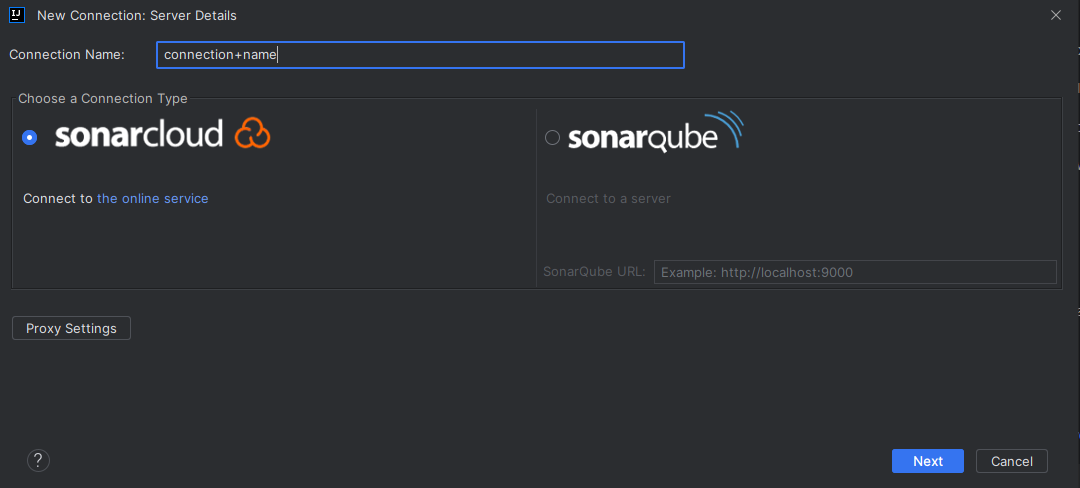 IJ New Connection: Server Details
Connection Name: connection+name
Choose a Connection Type
sonarcloud
sonarqube
Connect to the online service
Connect to a server
SonarQube URL: Example: http://localhost:9000
Proxy Settings
?
Next Cancel